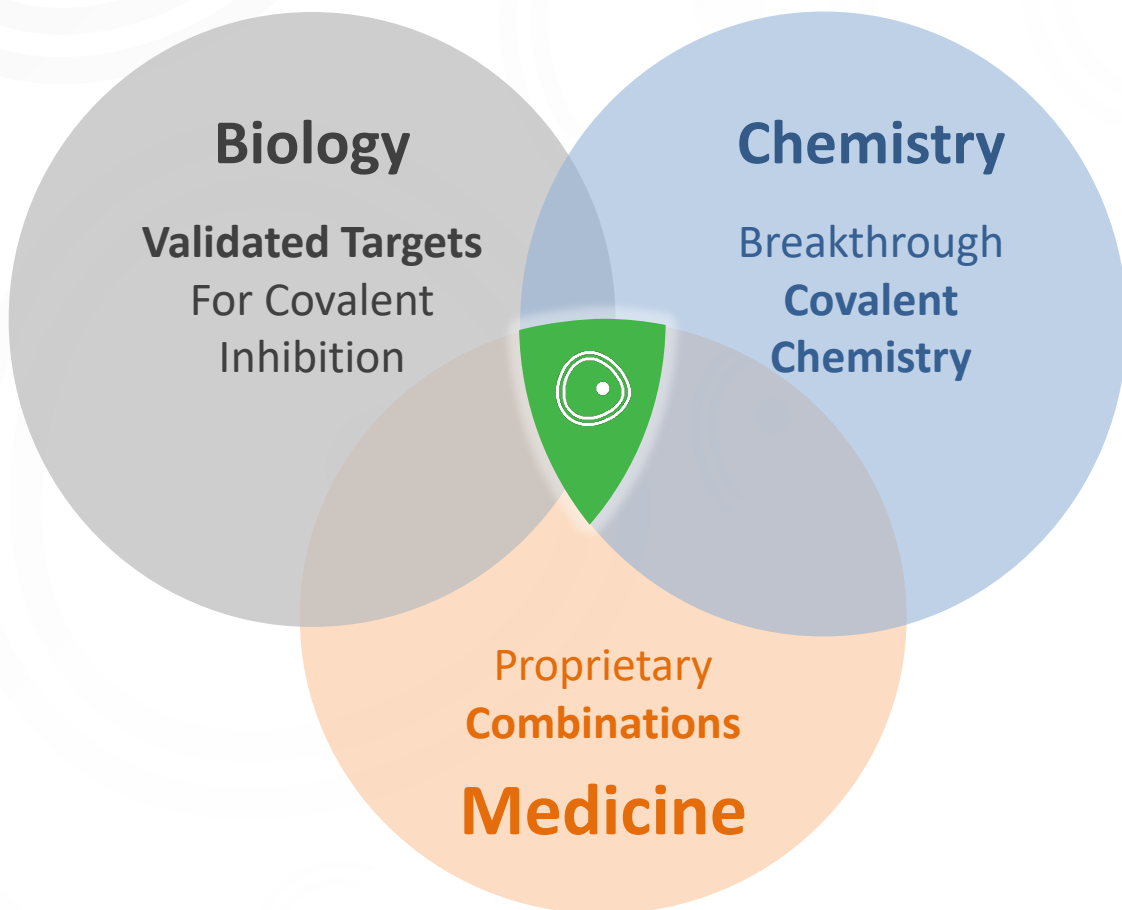 Biology
Validated Targets
For Covalent
Inhibition
Chemistry
Breakthrough
Covalent
Chemistry
Proprietary
Combinations
Medicine